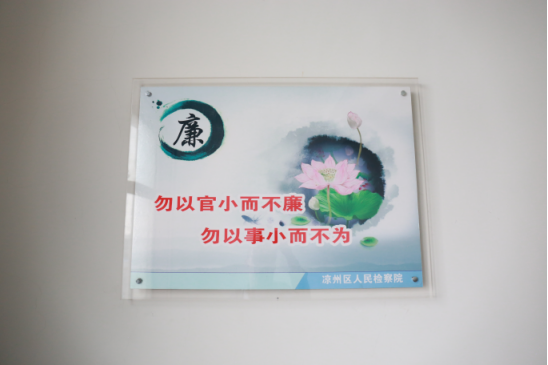 廉
勿以官小而不廉
勿以事小而不为
凉州区人民检察院